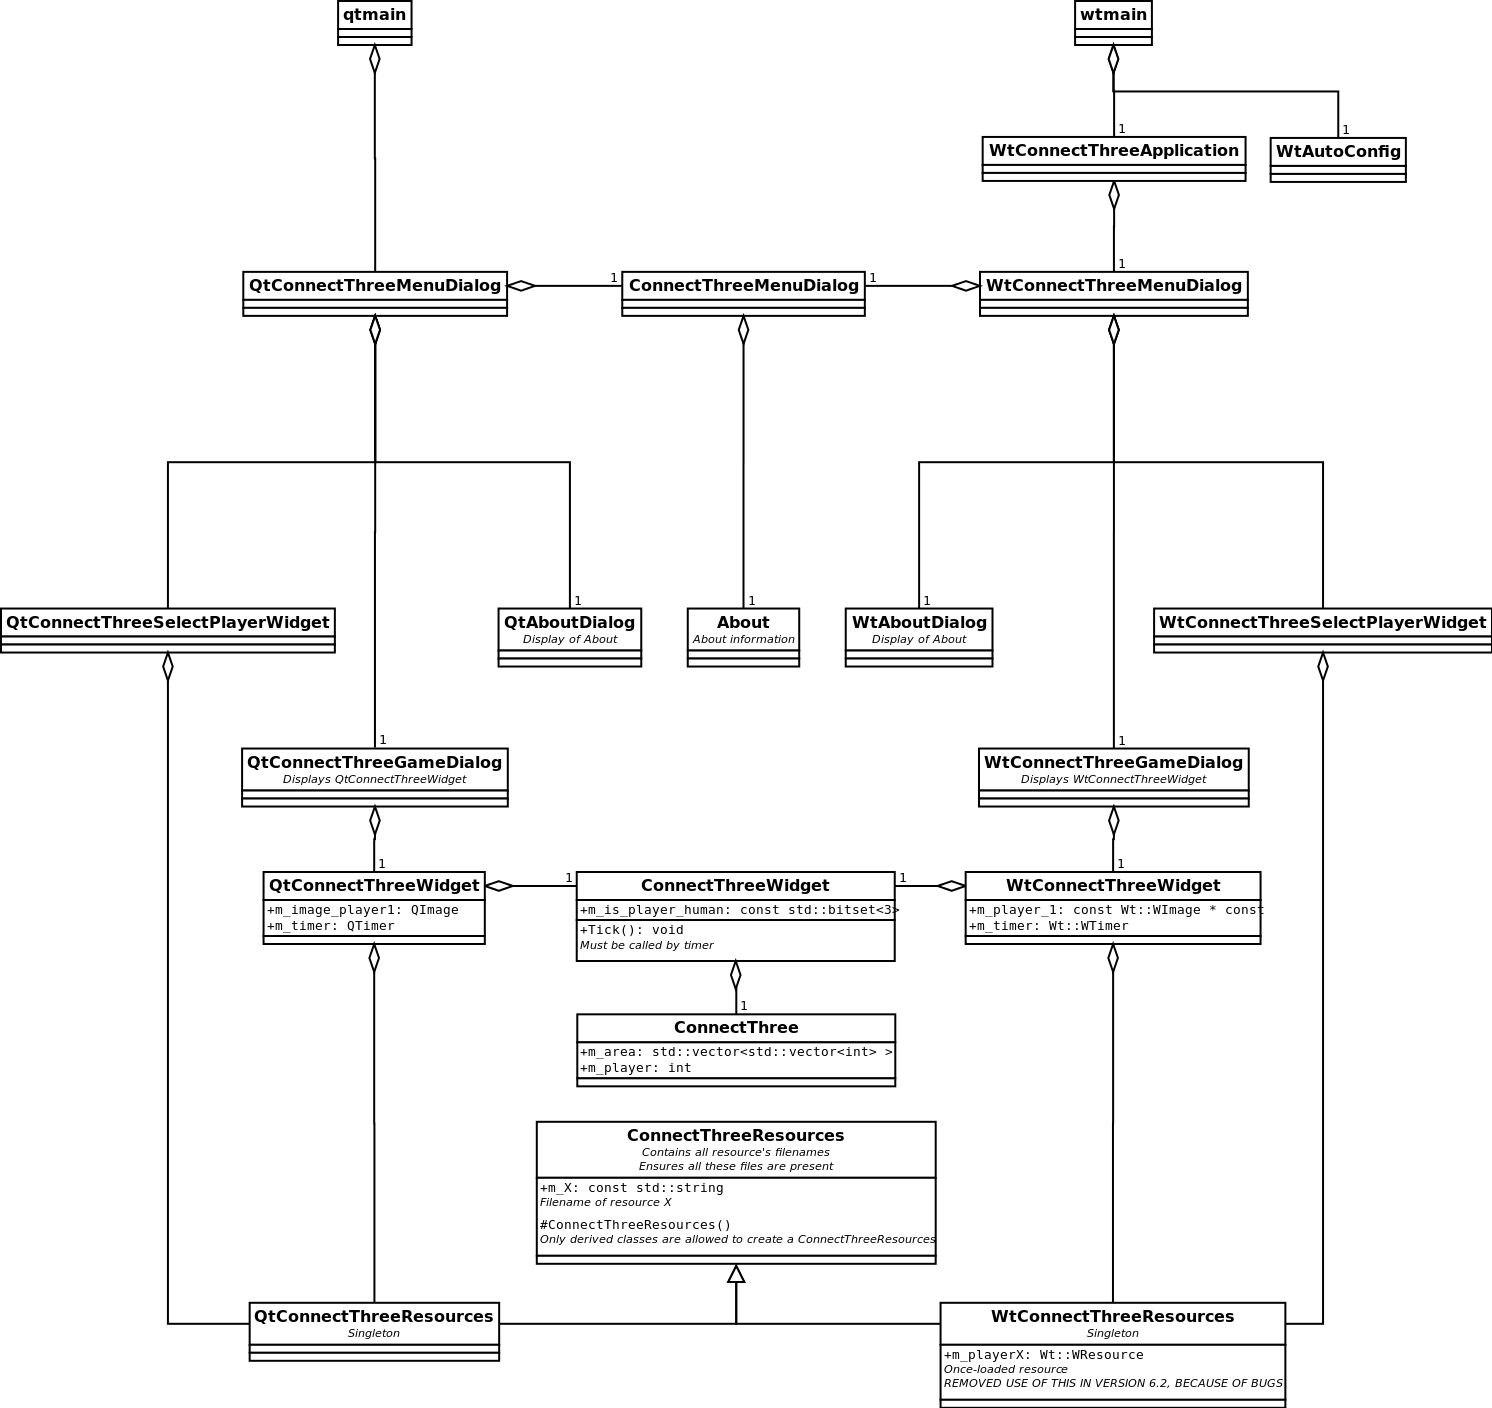 qtmain
wtmain
1
1
WtConnectThreeApplication
WtAutoConfig
1
1
1
QtConnectThreeMenuDialog
ConnectThreeMenuDialog
WtConnectThreeMenuDialog
1
1
1
QtConnectThreeSelectPlayerWidget
QtAboutDialog
Display of About
About
About information
WtAboutDialog
Display of About
WtConnectThreeSelectPlayerWidget
1
1
QtConnectThreeGameDialog
Displays QtConnectThreeWidget
WtConnectThreeGameDialog
Displays WtConnectThreeWidget
1
1
1
1
QtConnectThreeWidget
+m_image_player1: QImage
+m_timer: QTimer
ConnectThreeWidget
+m_is_player_human: const std::bitset<3>
+Tick(): void
Must be called by timer
WtConnectThreeWidget
+m_player_1: const Wt::WImage * const
+m_timer: Wt::WTimer
1
ConnectThree
+m_area: std::vector<std::vector<int> >
+m_player: int
ConnectThreeResources
Contains all resource's filenames
Ensures all these files are present
+m_X: const std::string
Filename of resource X
#ConnectThreeResources()
Only derived classes are allowed to create a ConnectThreeResources
QtConnectThreeResources
Singleton
WtConnectThreeResources
Singleton
+m_playerX: Wt::WResource
Once-loaded resource
REMOVED USE OF THIS IN VERSION 6.2, BECAUSE OF BUGS